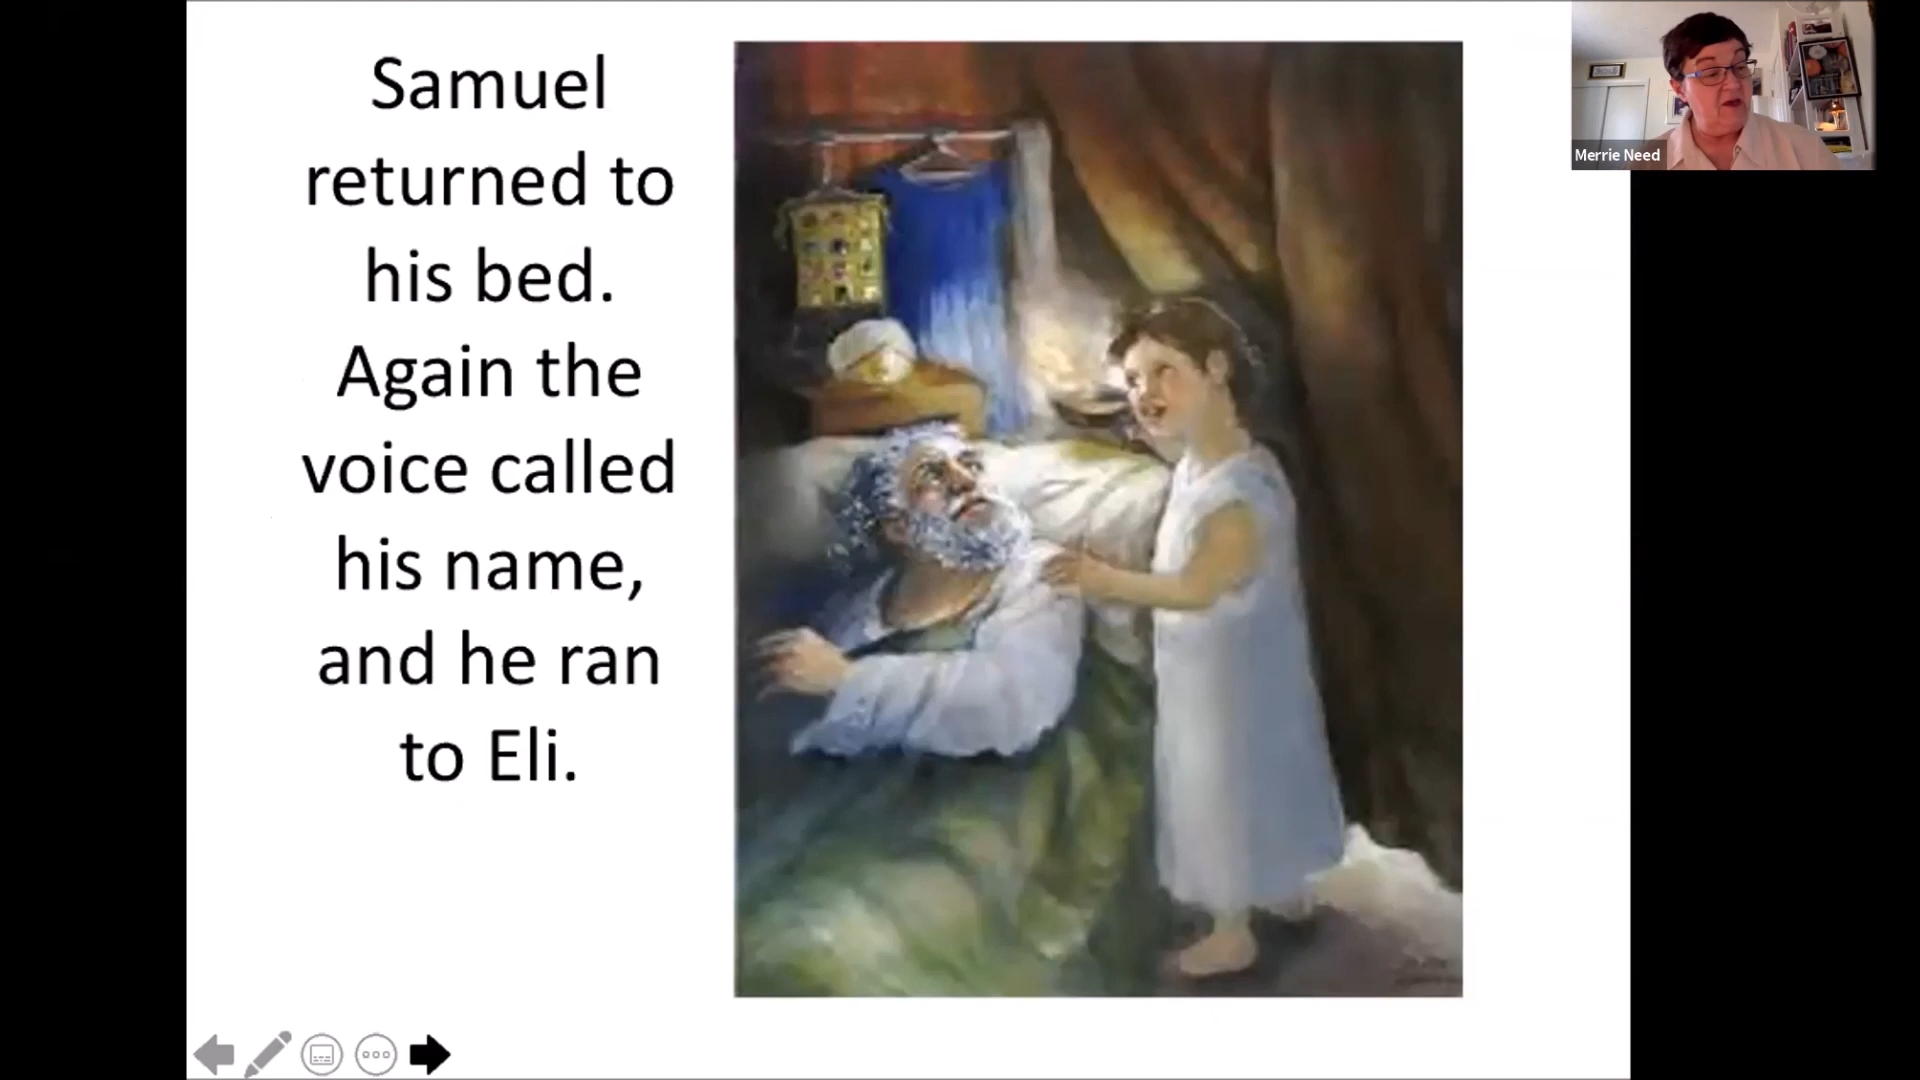 Samuel
returned to
his bed.
Again the
voice called
his name,
and he ran
to Eli.
Merrie Need